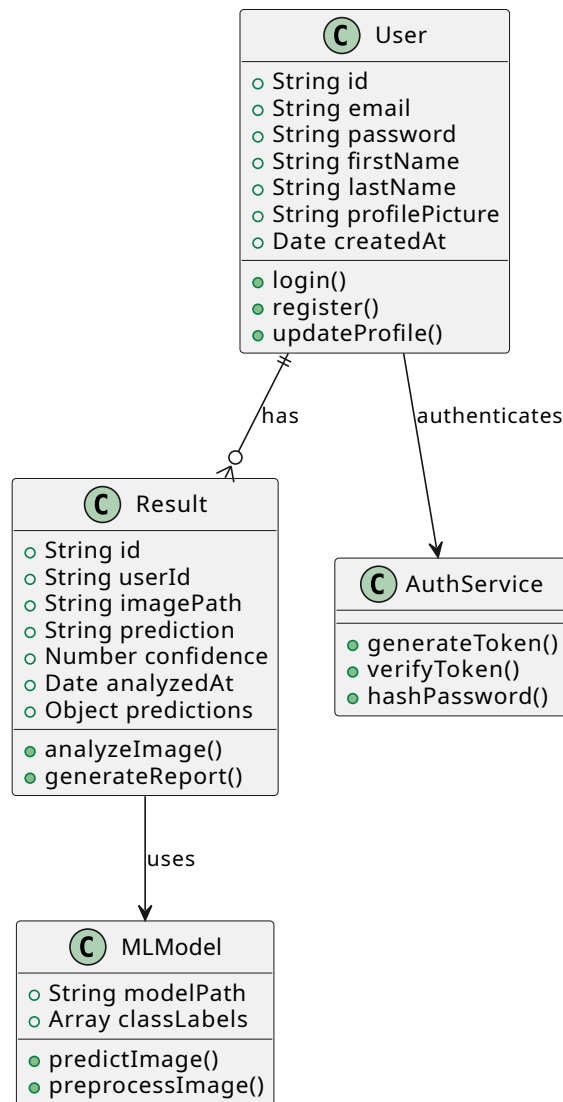 C User
String id
String email
String password
String firstName
String lastName
String profilePicture
Date createdAt
login()
register()
updateProfile()
has
authenticates
C Result
String id
String userId
String imagePath
String prediction
Number confidence
Date analyzedAt
Object predictions
analyzeImage()
generateReport()
C AuthService
generateToken()
verifyToken()
hashPassword()
uses
C MLModel
String modelPath
Array classLabels
predictImage()
preprocessImage()